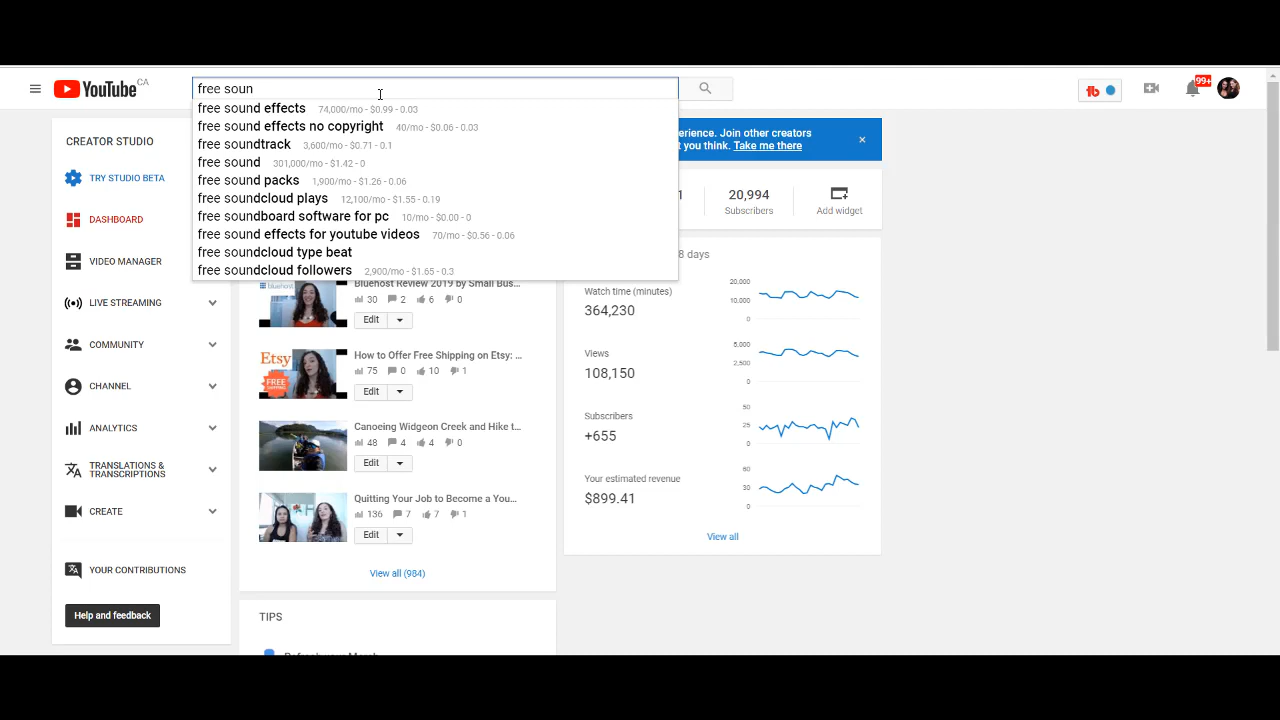 YouTube CA
free soun
99+
free sound effects 74,000/mo - $0.99 - 0.03
free sound effects no copyright 40/mo - $0.06 - 0.03
free soundtrack 3,600/mo - $0.71 - 0.1
free sound 301,000/mo - $1.42 - 0
free sound packs 1,900/mo - $1.26 - 0.06
free soundcloud plays 12,100/mo - $1.55 - 0.19
free soundboard software for pc 10/mo - $0.00 - 0
free sound effects for youtube videos 70/mo - $0.56 - 0.06
free soundcloud type beat
free soundcloud followers 2,900/mo - $1.65 - 0.3
perience. Join other creators
t you think. Take me there
CREATOR STUDIO
TRY STUDIO BETA
DASHBOARD
VIDEO MANAGER
LIVE STREAMING
COMMUNITY
CHANNEL
ANALYTICS
TRANSLATIONS &
TRANSCRIPTIONS
CREATE
YOUR CONTRIBUTIONS
Help and feedback
bluehost
Bluehost Review 2019 by Small Bus...
30 2 6 0
Edit
Etsy
FREE
How to Offer Free Shipping on Etsy: ...
75 0 10 1
Edit
Canoeing Widgeon Creek and Hike t...
48 4 4 0
Edit
Quitting Your Job to Become a You...
136 7 7 1
Edit
View all (984)
TIPS
1
20,994
Subscribers
Add widget
8 days
Watch time (minutes)
364,230
20,000
10,000
0
Views
108,150
5,000
2,500
0
Subscribers
+655
50
25
0
Your estimated revenue
$899.41
60
30
0
View all